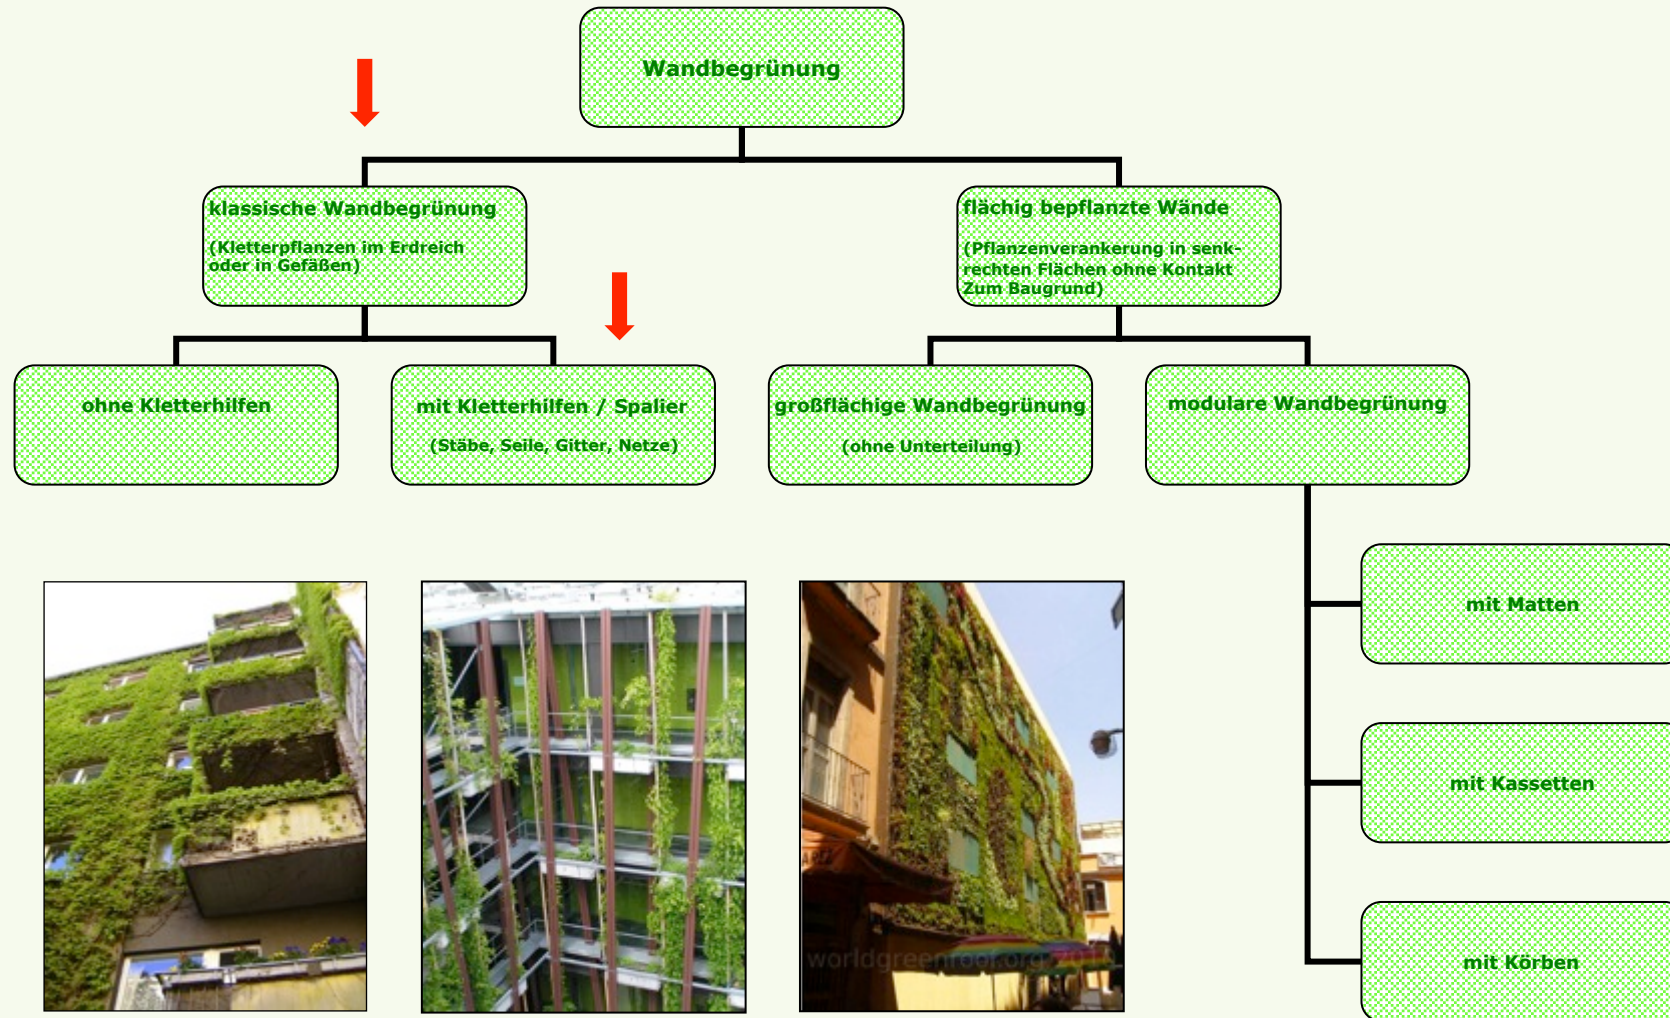 Wandbegrünung
klassische Wandbegrünung
(Kletterpflanzen im Erdreich
oder in Gefäßen)
flächig bepflanzte Wände
(Pflanzenverankerung in senk-
rechten Flächen ohne Kontakt
Zum Baugrund)
ohne Kletterhilfen
mit Kletterhilfen / Spalier
(Stäbe, Seile, Gitter, Netze)
großflächige Wandbegrünung
(ohne Unterteilung)
modulare Wandbegrünung
mit Matten
mit Kassetten
mit Körben